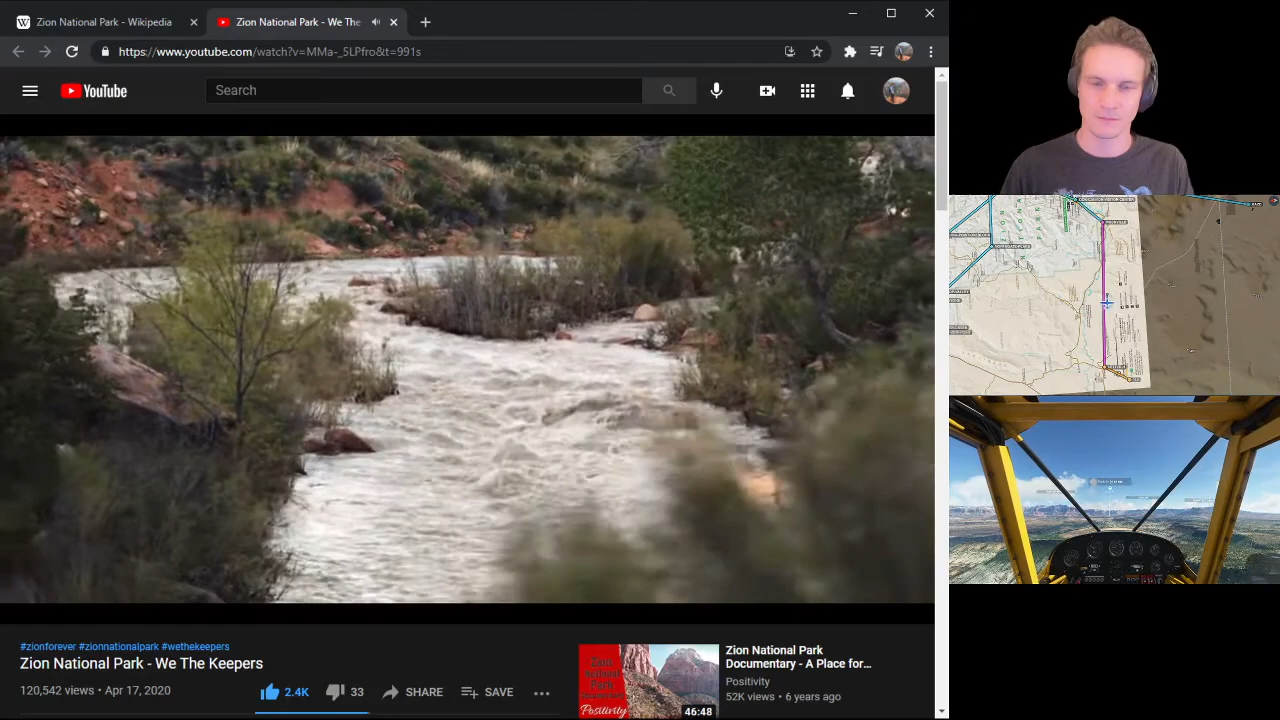 Zion National Park - Wikipedia
Zion National Park - We The
https://www.youtube.com/watch?v=MMa-_5LPfro&t=991s
YouTube
Search
#zionforever #zionnationalpark #wethekeepers
Zion National Park - We The Keepers
120,542 views • Apr 17, 2020
2.4K
33
SHARE
SAVE
Zion
National
Park
Positivity
46:48
Zion National Park
Documentary - A Place for...
Positivity
52K views • 6 years ago
ZION
NATIONAL
PARK